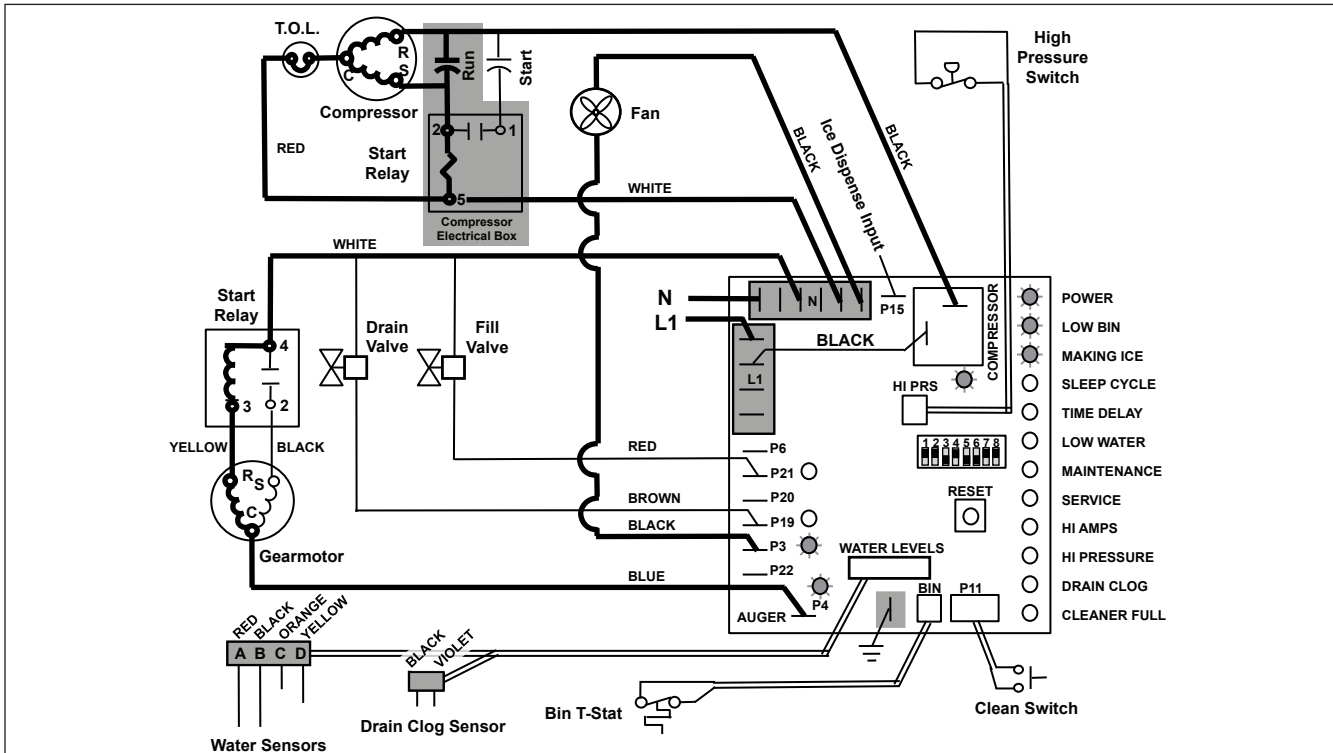 T.O.L.
R
C
S
Compressor
Run
Start
2
1
5
Start
Relay
Compressor
Electrical Box
RED
WHITE
Fan
BLACK
Ice Dispense Input
BLACK
High
Pressure
Switch
WHITE
Start
Relay
4
3
2
YELLOW
BLACK
R
S
C
Gearmotor
Drain
Valve
Fill
Valve
N
L1
N
P15
BLACK
L1
COMPRESSOR
HI PRS
POWER
LOW BIN
MAKING ICE
SLEEP CYCLE
TIME DELAY
LOW WATER
MAINTENANCE
SERVICE
HI AMPS
HI PRESSURE
DRAIN CLOG
CLEANER FULL
1 2 3 4 5 6 7 8
RESET
RED
BROWN
BLACK
BLUE
P6
P21
P20
P19
P3
P22
P4
AUGER
WATER LEVELS
BIN
P11
RED
BLACK
ORANGE
YELLOW
A B C D
Water Sensors
BLACK
VIOLET
Drain Clog Sensor
Bin T-Stat
Clean Switch